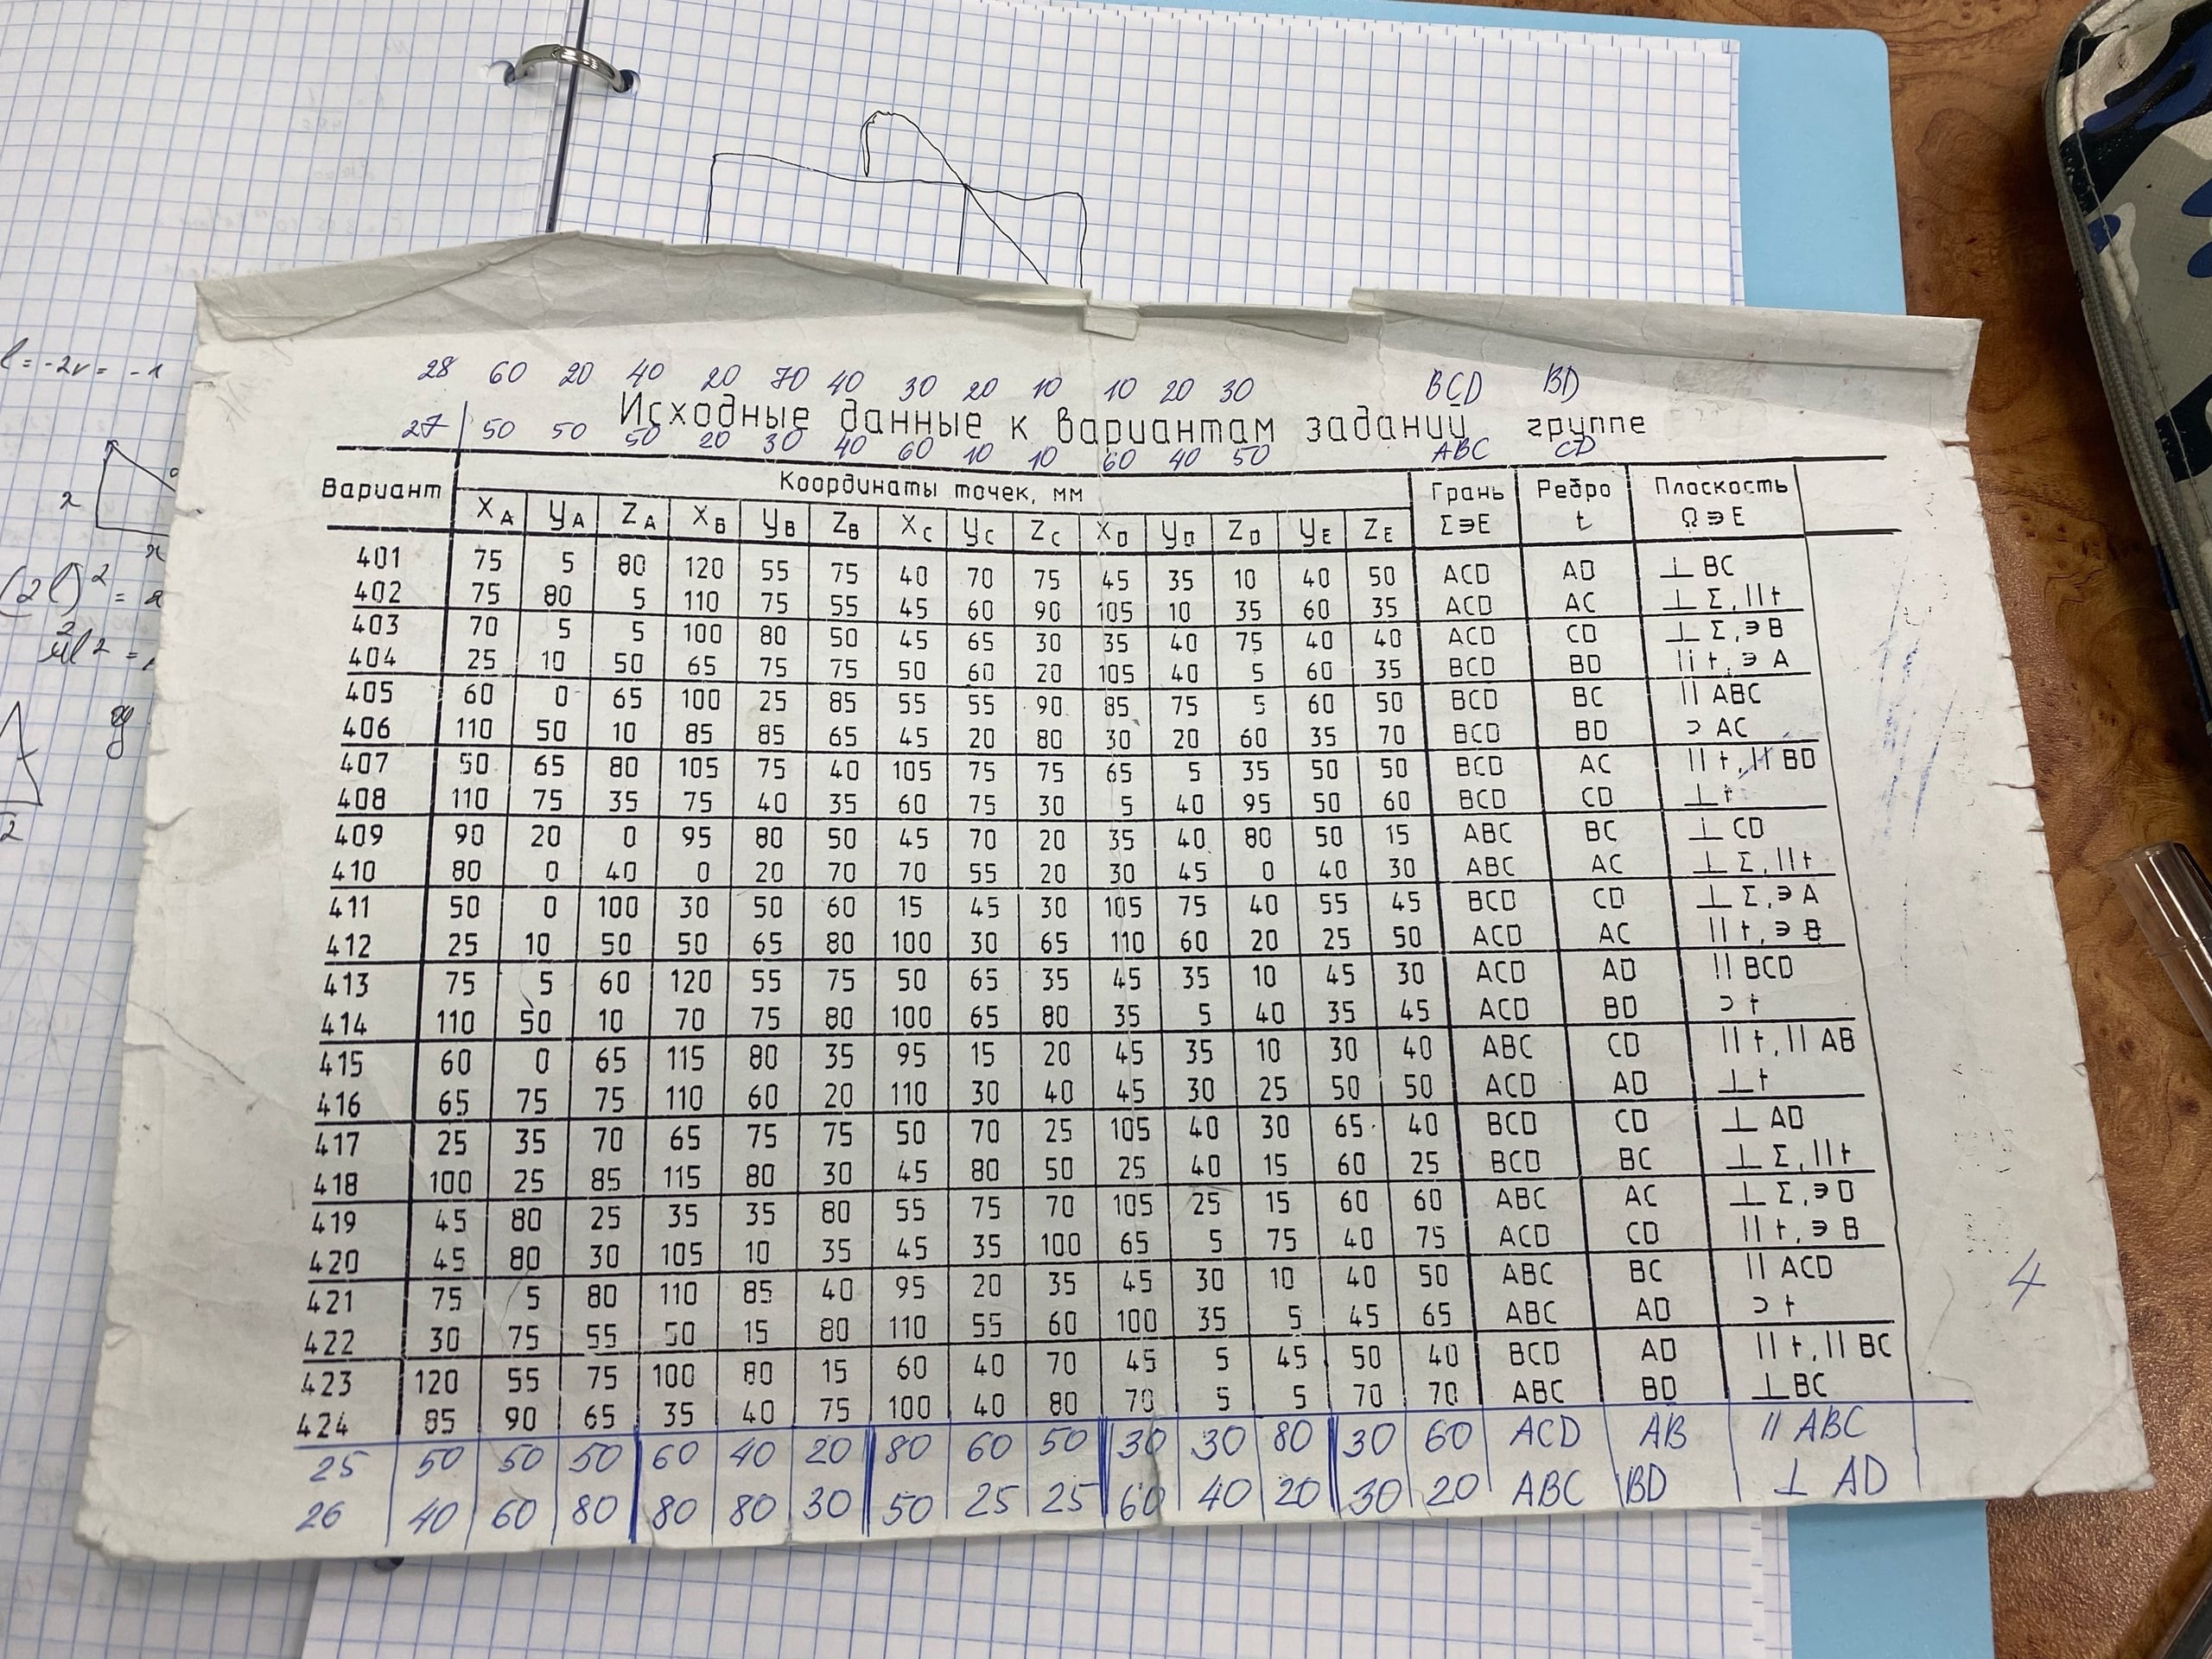 28 60 20 40 20 70 40 30 20 10 10 20 30 BCD BD
Исходные данные к вариантам заданий группе
27 50 50 50 20 30 40 60 10 10 60 40 50 ABC CD
Вариант Координаты точек, мм Грань Σ∋E Ребро t Плоскость Ω∋E
XA YA ZA XB YB ZB XC YC ZC XD YD ZD YE ZE
401 75 5 80 120 55 75 40 70 75 45 35 10 40 50 ACD AD ⊥ BC
402 75 80 5 110 75 55 45 60 90 105 10 35 60 35 ACD AC ⊥ Σ, || t
403 70 5 5 100 80 50 45 65 30 35 40 75 40 40 ACD CD ⊥ Σ, ∋ B
404 25 10 50 65 75 75 50 60 20 105 40 5 60 35 BCD BD || t, ∋ A
405 60 0 65 100 25 85 55 55 90 85 75 5 60 50 BCD BC || ABC
406 110 50 10 85 85 65 45 20 80 30 20 60 35 70 BCD BD ⊃ AC
407 50 65 80 105 75 40 105 75 75 65 5 35 50 50 BCD AC || t, || BD
408 110 75 35 75 40 35 60 75 30 5 40 95 50 60 BCD CD ⊥ t
409 90 20 0 95 80 50 45 70 20 35 40 80 50 15 ABC BC ⊥ CD
410 80 0 40 0 20 70 70 55 20 30 45 0 40 30 ABC AC ⊥ Σ, || t
411 50 0 100 30 50 60 15 45 30 105 75 40 55 45 BCD CD ⊥ Σ, ∋ A
412 25 10 50 50 65 80 100 30 65 110 60 20 25 50 ACD AC || t, ∋ B
413 75 5 60 120 55 75 50 65 35 45 35 10 45 30 ACD AD || BCD
414 110 50 10 70 75 80 100 65 80 35 5 40 35 45 ACD BD ⊃ t
415 60 0 65 115 80 35 95 15 20 45 35 10 30 40 ABC CD || t, || AB
416 65 75 75 110 60 20 110 30 40 45 30 25 50 50 ACD AD ⊥ t
417 25 35 70 65 75 75 50 70 25 105 40 30 65 40 BCD CD ⊥ AD
418 100 25 85 115 80 30 45 80 50 25 40 15 60 25 BCD BC ⊥ Σ, || t
419 45 80 25 35 35 80 55 75 70 105 25 15 60 60 ABC AC ⊥ Σ, ∋ D
420 45 80 30 105 10 35 45 35 100 65 5 75 40 75 ACD CD || t, ∋ B
421 75 5 80 110 85 40 95 20 35 45 30 10 40 50 ABC BC || ACD
422 30 75 55 50 15 80 110 55 60 100 35 5 45 65 ABC AD ⊃ t
423 120 55 75 100 80 15 60 40 70 45 5 45 50 40 BCD AD || t, || BC
424 85 90 65 35 40 75 100 40 80 70 5 5 70 70 ABC BD ⊥ BC
25 50 50 50 60 40 20 80 60 50 30 30 80 30 60 ACD AB || ABC
26 40 60 80 80 80 30 50 25 25 60 40 20 30 20 ABC BD ⊥ AD
4